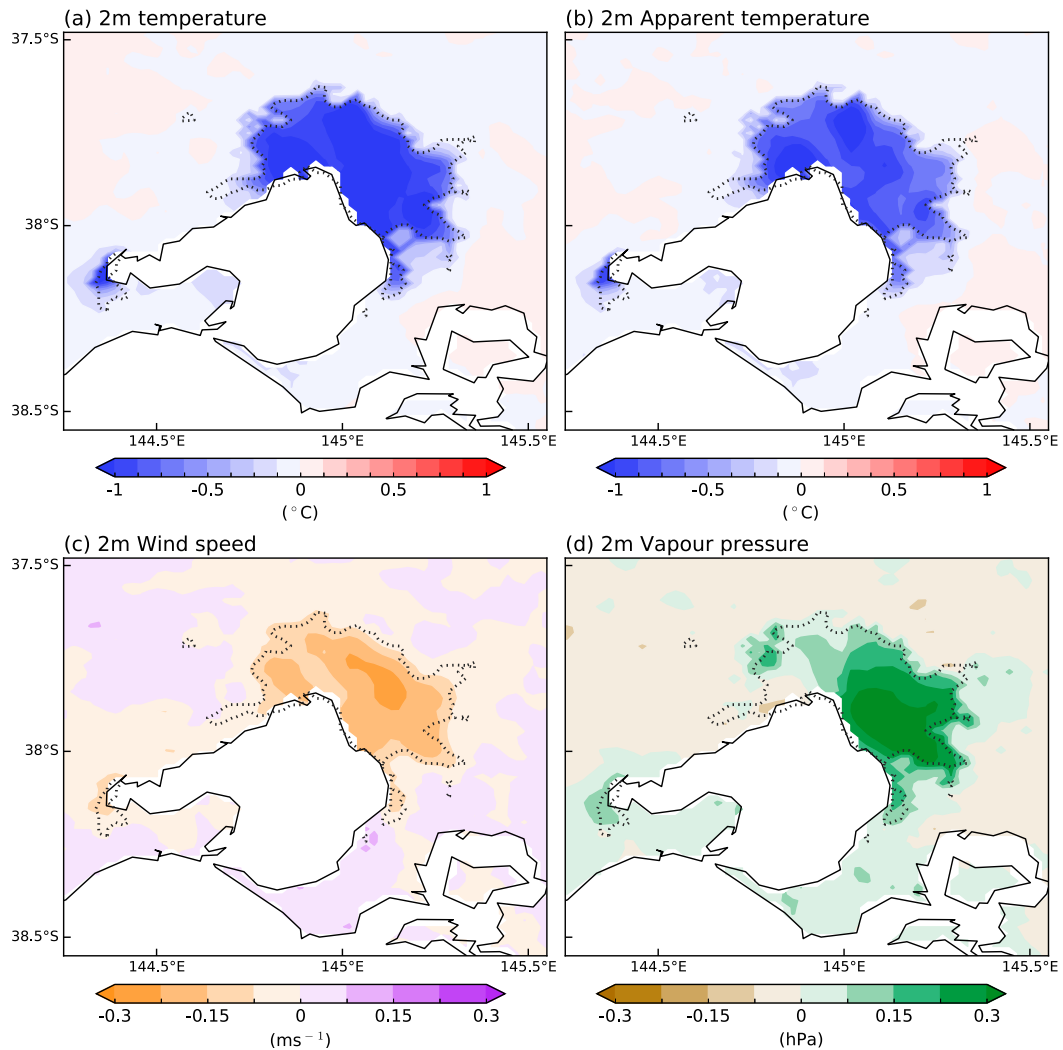 (a) 2m temperature
(b) 2m Apparent temperature
37.5°S
38°S
38.5°S
144.5°E 145°E 145.5°E
144.5°E 145°E 145.5°E
-1 -0.5 0 0.5 1
(°C)
-1 -0.5 0 0.5 1
(°C)
(c) 2m Wind speed
(d) 2m Vapour pressure
37.5°S
38°S
38.5°S
144.5°E 145°E 145.5°E
144.5°E 145°E 145.5°E
-0.3 -0.15 0 0.15 0.3
(ms⁻¹)
-0.3 -0.15 0 0.15 0.3
(hPa)